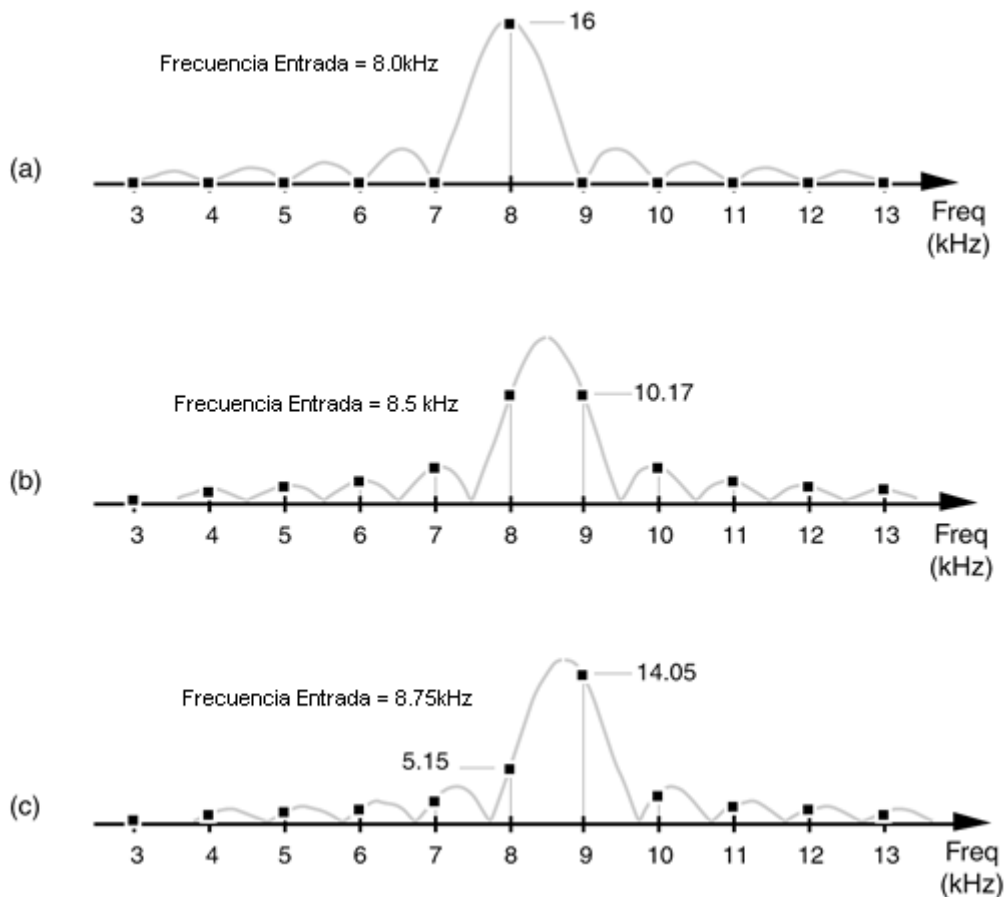 16
Frecuencia Entrada = 8.0kHz
(a)
3 4 5 6 7 8 9 10 11 12 13 Freq
(kHz)
Frecuencia Entrada = 8.5 kHz
10.17
(b)
3 4 5 6 7 8 9 10 11 12 13 Freq
(kHz)
14.05
Frecuencia Entrada = 8.75kHz
5.15
(c)
3 4 5 6 7 8 9 10 11 12 13 Freq
(kHz)